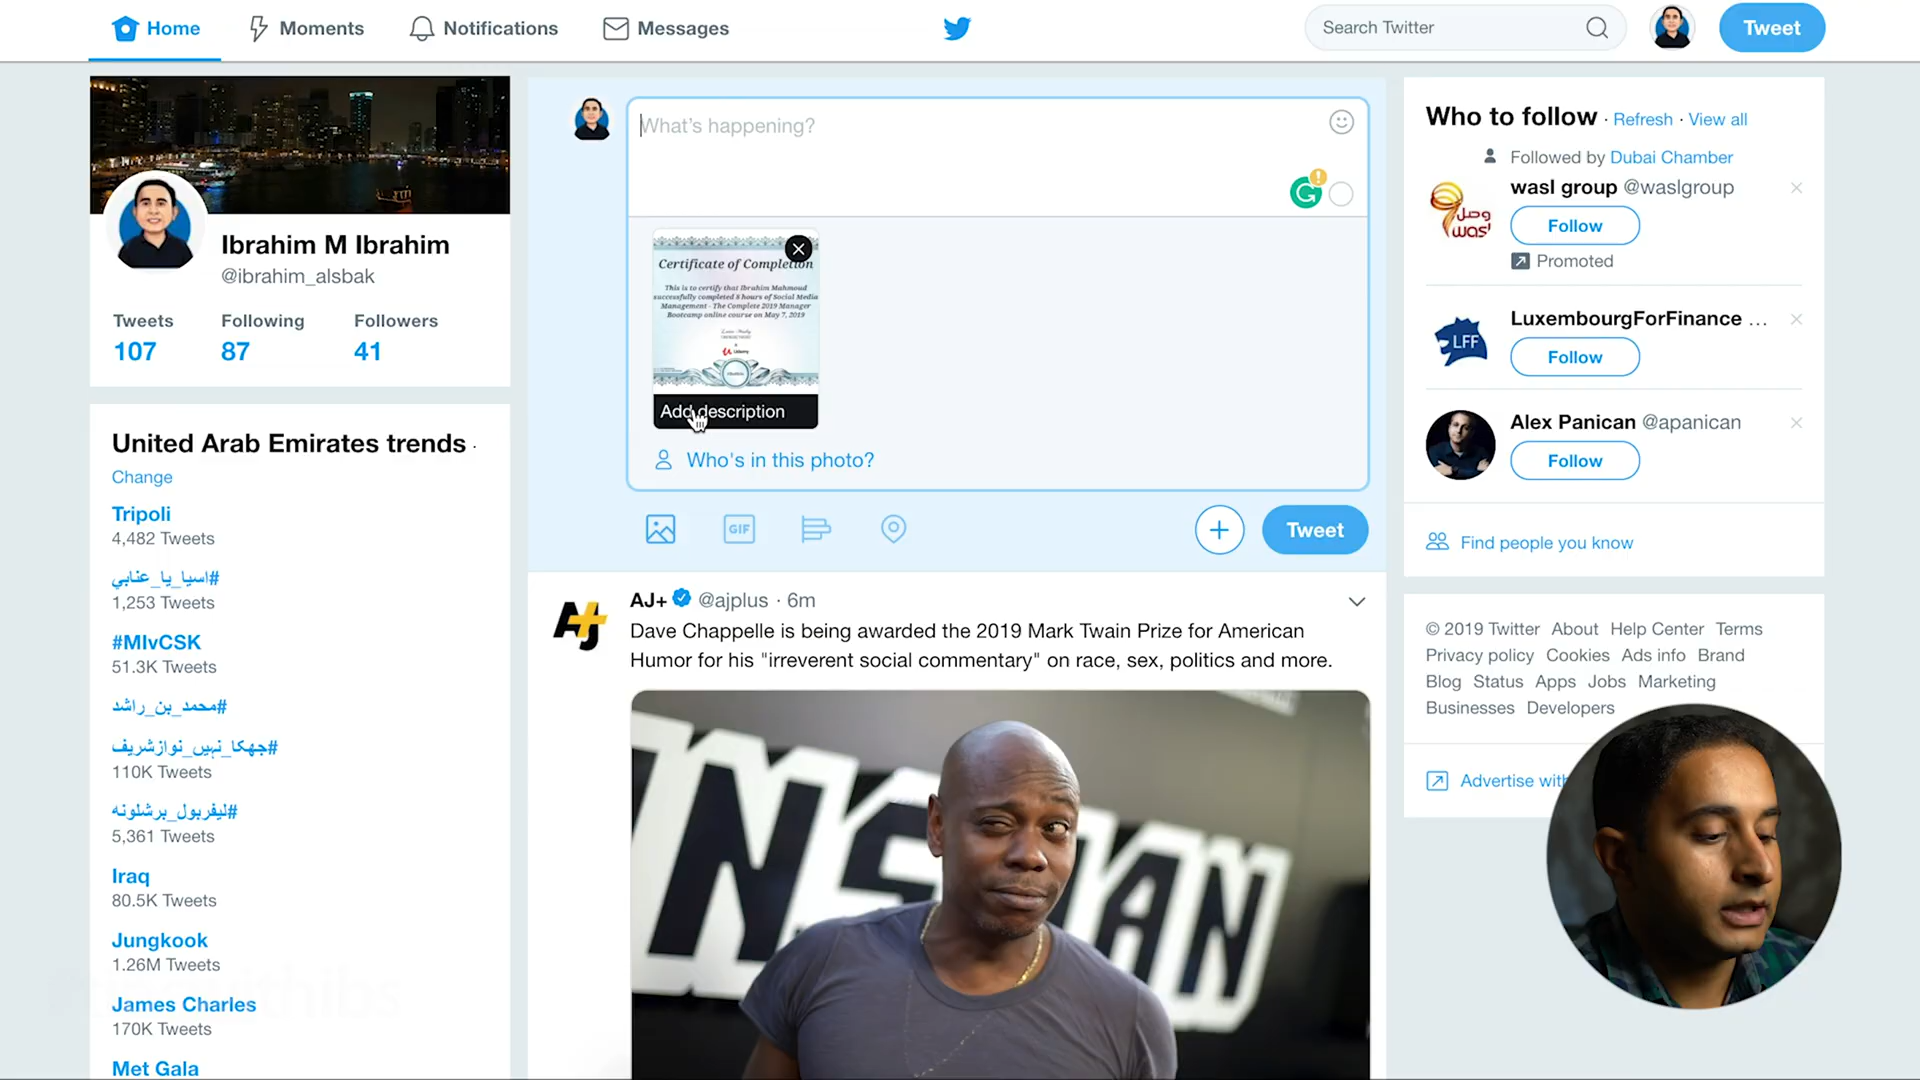 Home
Moments
Notifications
Messages
Search Twitter
Tweet
Ibrahim M Ibrahim
@ibrahim_alsbak
Tweets Following Followers
107 87 41
United Arab Emirates trends ·
Change
Tripoli
4,482 Tweets
#اسيا_يا_عنابي
1,253 Tweets
#MIvCSK
51.3K Tweets
#محمد_بن_راشد
#جھکا_نہیں_نوازشریف
110K Tweets
#ليفربول_برشلونه
5,361 Tweets
Iraq
80.5K Tweets
Jungkook
1.26M Tweets
James Charles
170K Tweets
Met Gala
What's happening?
Certificate of Completion
This is to certify that Ibrahim Mahmoud
successfully completed 8 hours of Social Media
Management - The Complete 2019 Manager
Bootcamp online course on May 7, 2019
Udemy
Add description
Who's in this photo?
GIF
Tweet
AJ+ @ajplus · 6m
Dave Chappelle is being awarded the 2019 Mark Twain Prize for American
Humor for his "irreverent social commentary" on race, sex, politics and more.
Who to follow · Refresh · View all
Followed by Dubai Chamber
wasl group @waslgroup
وصل
wasl
Follow
Promoted
LuxembourgForFinance ...
LFF
Follow
Alex Panican @apanican
Follow
Find people you know
© 2019 Twitter About Help Center Terms
Privacy policy Cookies Ads info Brand
Blog Status Apps Jobs Marketing
Businesses Developers
Advertise with